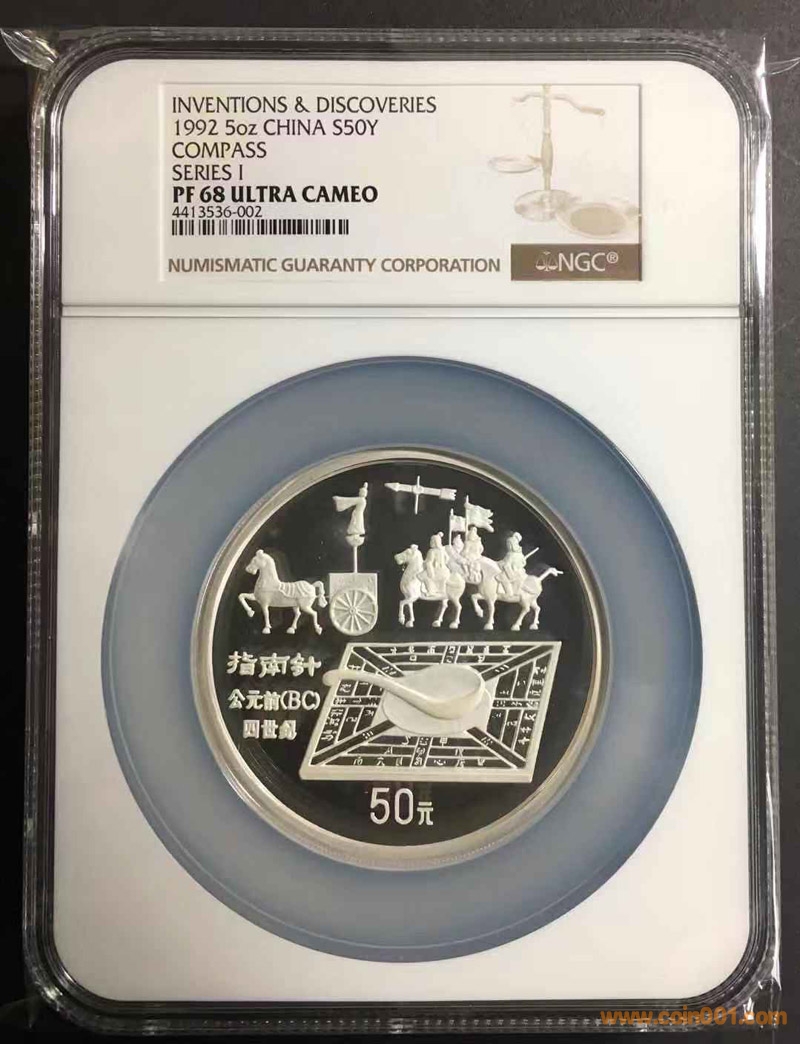 INVENTIONS & DISCOVERIES
1992 5oz CHINA S50Y
COMPASS
SERIES I
PF 68 ULTRA CAMEO
4413536-002
NUMISMATIC GUARANTY CORPORATION
NGC®
指南针
公元前(BC)
四世纪
50元
www.coin001.com